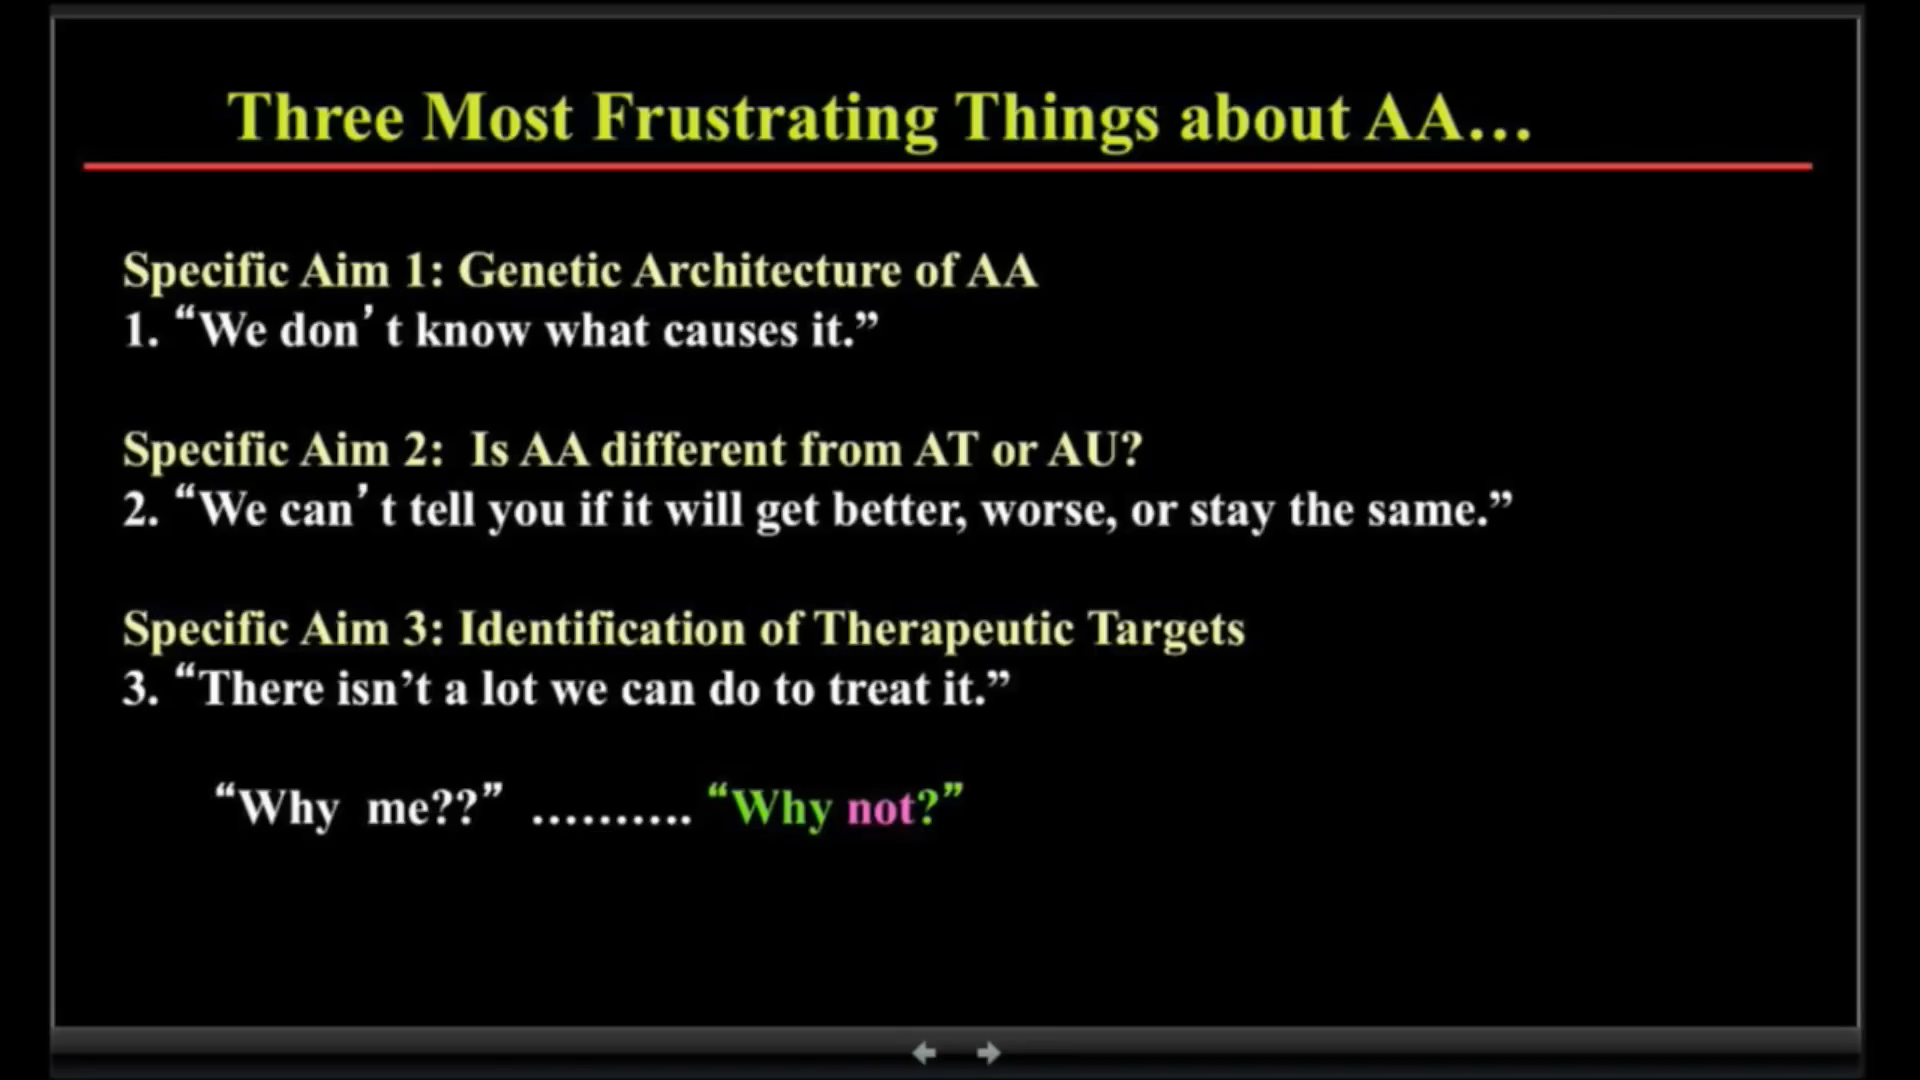 Three Most Frustrating Things about AA...
Specific Aim 1: Genetic Architecture of AA
1. “We don’t know what causes it.”
Specific Aim 2:  Is AA different from AT or AU?
2. “We can’t tell you if it will get better, worse, or stay the same.”
Specific Aim 3: Identification of Therapeutic Targets
3. “There isn’t a lot we can do to treat it.”
“Why  me??” .......... “Why not?”